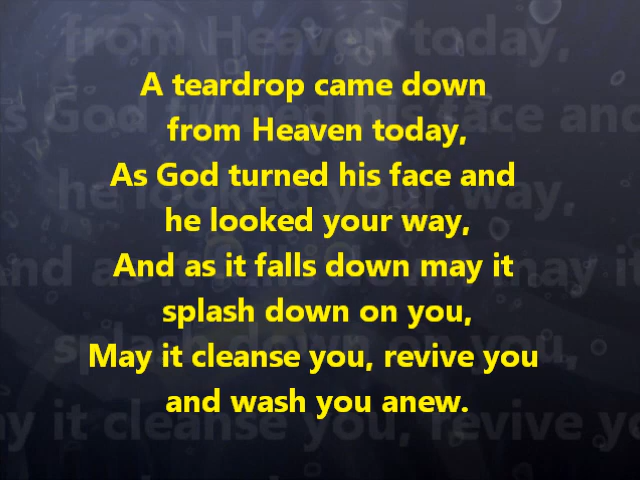 A teardrop came down
from Heaven today,
As God turned his face and
he looked your way,
And as it falls down may it
splash down on you,
May it cleanse you, revive you
and wash you anew.